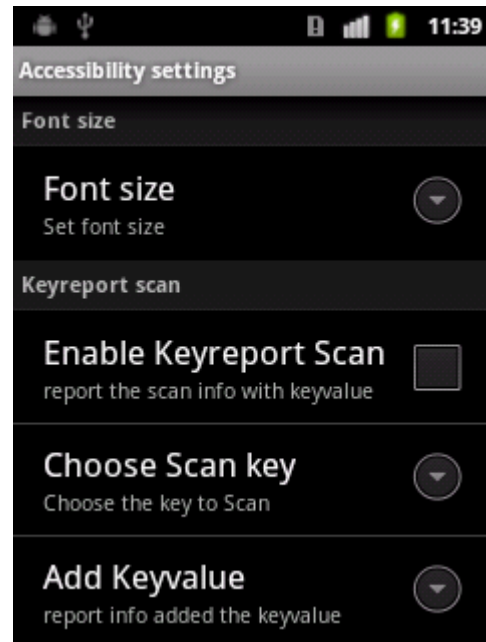 11:39
Accessibility settings
Font size
Font size
Set font size
Keyreport scan
Enable Keyreport Scan
report the scan info with keyvalue
Choose Scan key
Choose the key to Scan
Add Keyvalue
report info added the keyvalue